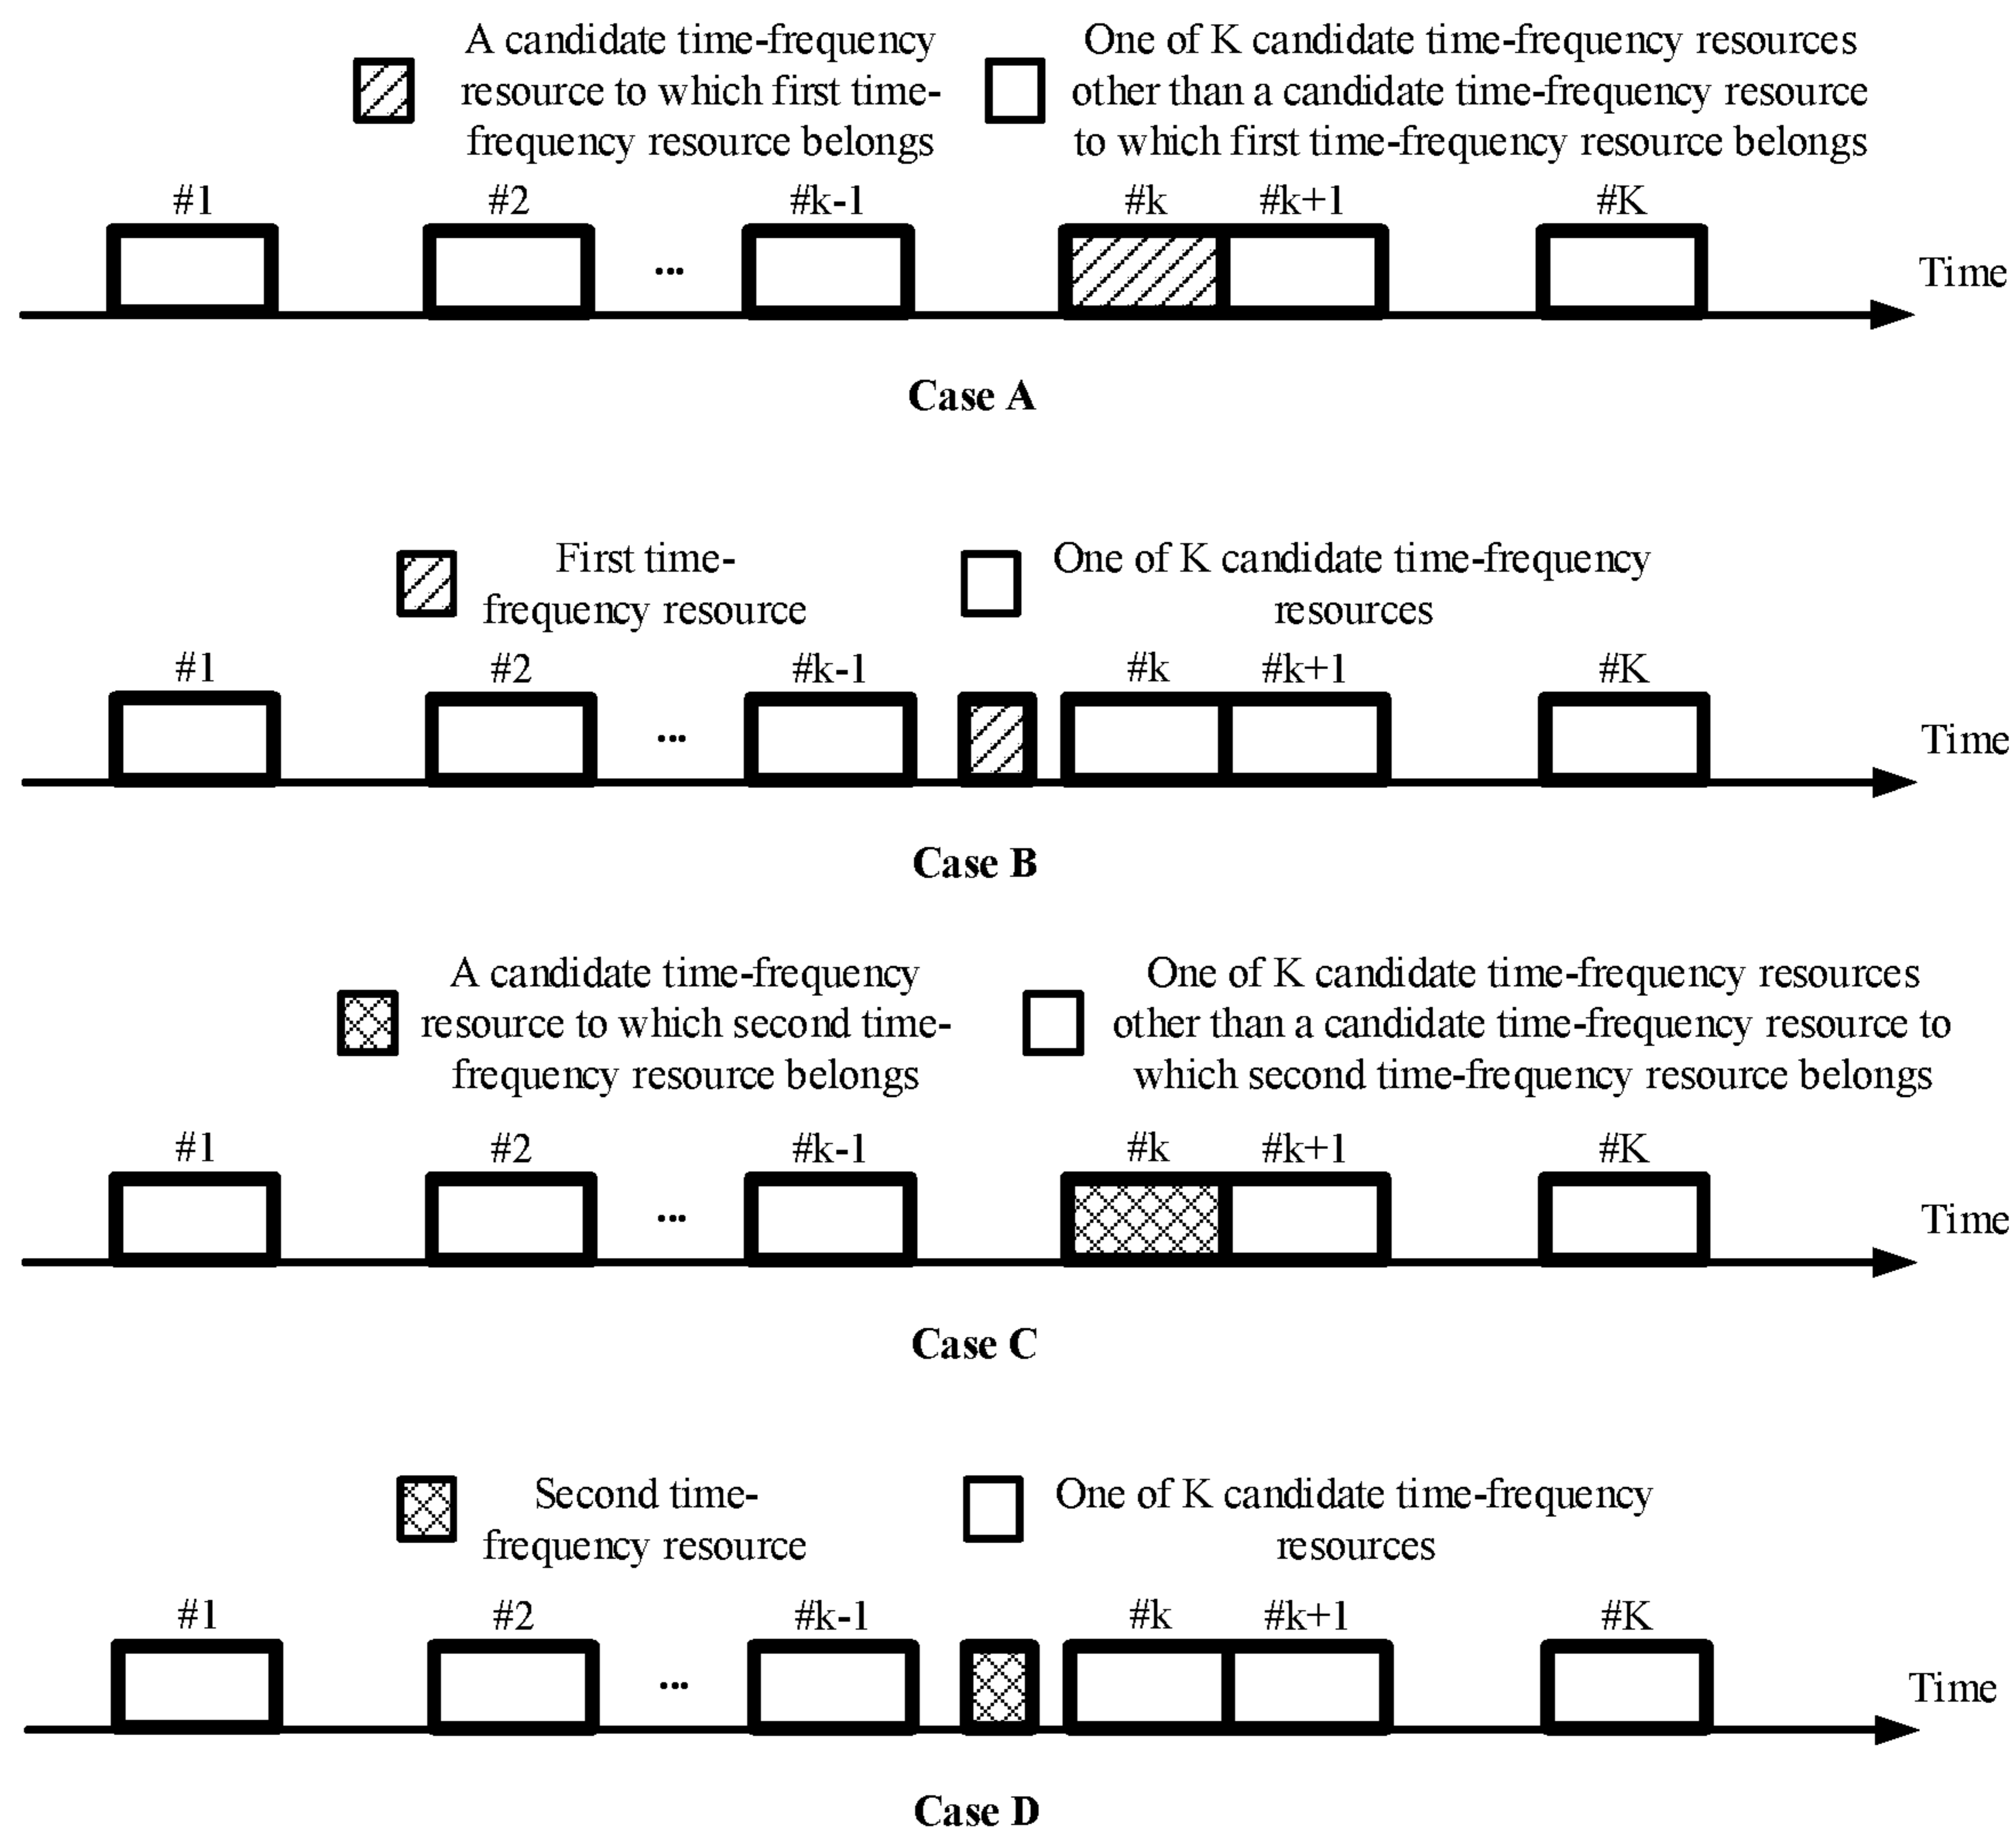 A candidate time-frequency
resource to which first time-
frequency resource belongs
One of K candidate time-frequency resources
other than a candidate time-frequency resource
to which first time-frequency resource belongs
#1 #2 #k-1 #k #k+1 #K
...
Time
Case A
First time-
frequency resource
One of K candidate time-frequency
resources
#1 #2 #k-1 #k #k+1 #K
...
Time
Case B
A candidate time-frequency
resource to which second time-
frequency resource belongs
One of K candidate time-frequency resources
other than a candidate time-frequency resource to
which second time-frequency resource belongs
#1 #2 #k-1 #k #k+1 #K
...
Time
Case C
Second time-
frequency resource
One of K candidate time-frequency
resources
#1 #2 #k-1 #k #k+1 #K
...
Time
Case D